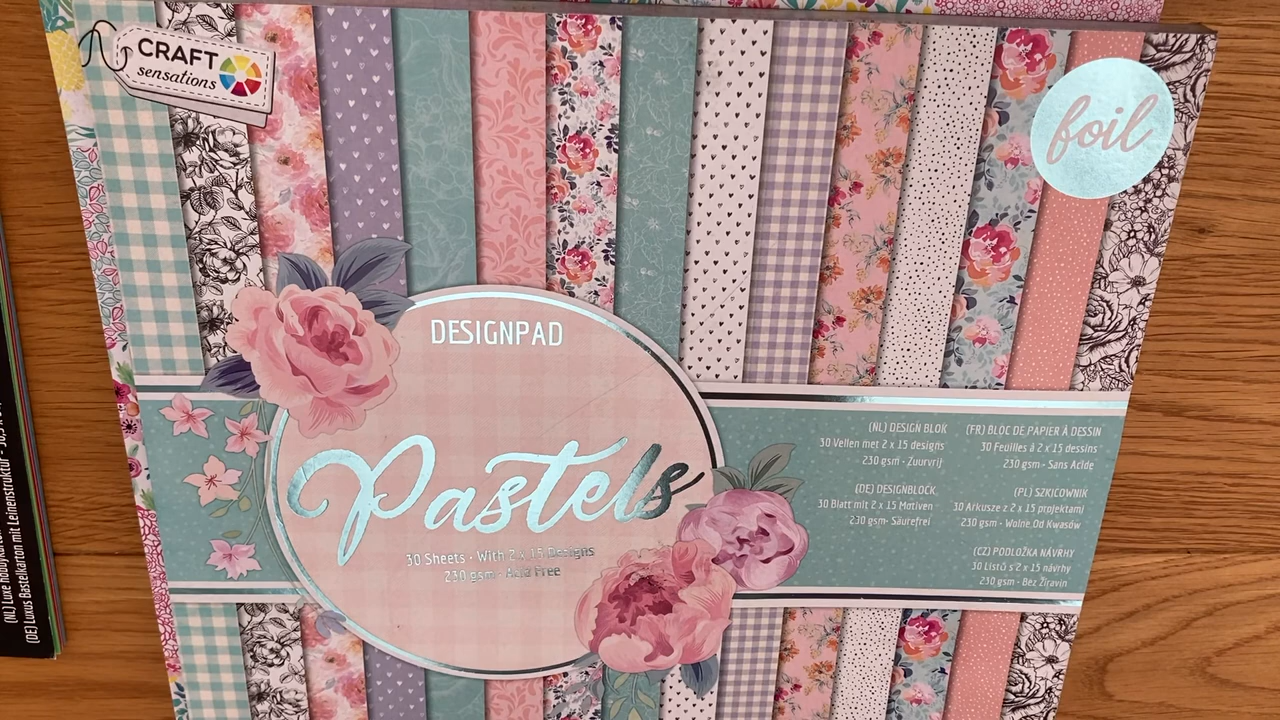 CRAFT
sensations
foil
DESIGNPAD
Pastels
30 Sheets - With 2 x 15 Designs
230 gsm - Acid Free
(NL) DESIGN BLOK
30 Vellen met 2 x 15 designs
230 gsm - Zuurvrij
(DE) DESIGNBLOCK
30 Blatt mit 2 x 15 Motiven
230 gsm- Säurefrei
(FR) BLOC DE PAPIER À DESSIN
30 Feuilles à 2 x 15 dessins
230 gsm - Sans Acide
(PL) SZKICOWNIK
30 Arkusze z 2 x 15 projektami
230 gsm - Wolne Od Kwasów
(CZ) PODLOŽKA NÁVRHY
30 Listů s 2 x 15 návrhy
230 gsm - Bez Žíravin
(NL) Luxe hobbykarton
(DE) Luxus Bastelkarton mit Leinenstruktur -